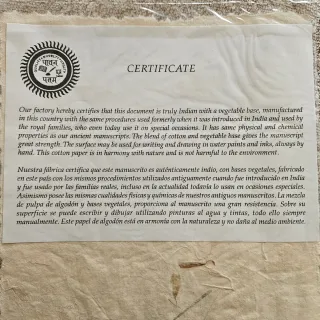 CERTIFICATE
Our factory hereby certifies that this document is truly Indian with a vegetable base, manufactured
in this country with the same procedures used formerly when it was introduced in India and used by
the royal families, who even today use it on special occasions. It has same physical and chemical
properties as our ancient manuscripts. The blend of cotton and vegetable base gives the manuscript
great strength. The surface may be used for writing and drawing in water paints and inks, always by
hand. This cotton paper is in harmony with nature and is not harmful to the environment.
Nuestra fábrica certifica que este manuscrito es auténticamente indio, con bases vegetales, fabricado
en este país con los mismos procedimientos utilizados antiguamente cuando fue introducido en India
y fue usado por las familias reales, incluso en la actualidad todavía lo usan en ocasiones especiales.
Asimismo posee las mismas cualidades físicas y químicas de nuestros antiguos manuscritos. La mezcla
de pulpa de algodón y bases vegetales, proporciona al manuscrito una gran resistencia. Sobre su
superficie se puede escribir y dibujar utilizando pinturas al agua y tintas, todo ello siempre
manualmente. Este papel de algodón está en armonía con la naturaleza y no daña al medio ambiente.